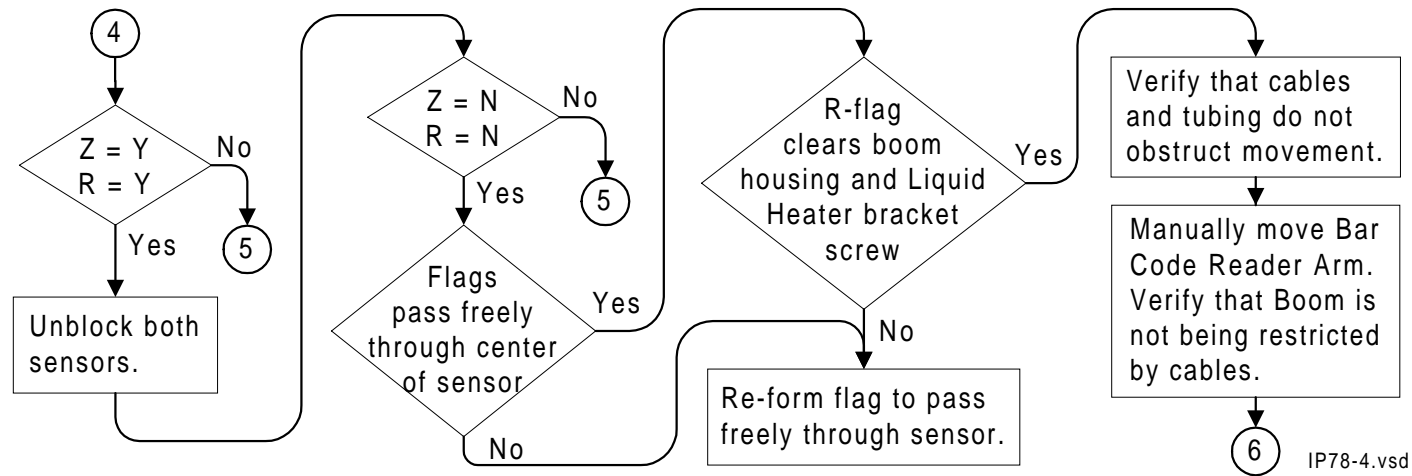 4
Z = Y
R = Y
No
Yes
5
Unblock both
sensors.
Z = N
R = N
No
Yes
5
Flags
pass freely
through center
of sensor
Yes
No
R-flag
clears boom
housing and Liquid
Heater bracket
screw
Yes
No
Re-form flag to pass
freely through sensor.
Verify that cables
and tubing do not
obstruct movement.
Manually move Bar
Code Reader Arm.
Verify that Boom is
not being restricted
by cables.
6
IP78-4.vsd